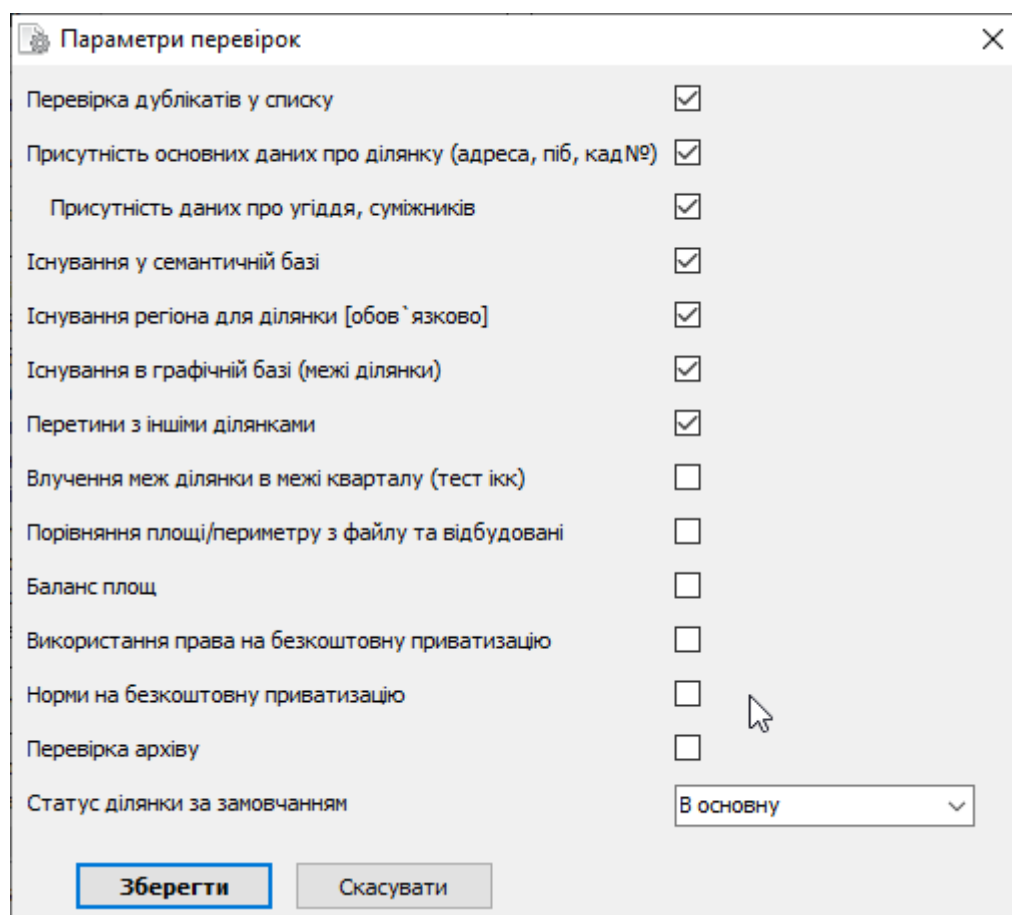 Параметри перевірок
Перевірка дублікатів у списку
Присутність основних даних про ділянку (адреса, піб, кад№)
Присутність даних про угіддя, суміжників
Існування у семантичній базі
Існування регіона для ділянки [обов`язково]
Існування в графічній базі (межі ділянки)
Перетини з іншіми ділянками
Влучення меж ділянки в межі кварталу (тест ікк)
Порівняння площі/периметру з файлу та відбудовані
Баланс площ
Використання права на безкоштовну приватизацію
Норми на безкоштовну приватизацію
Перевірка архіву
Статус ділянки за замовчанням В основну
Зберегти Скасувати